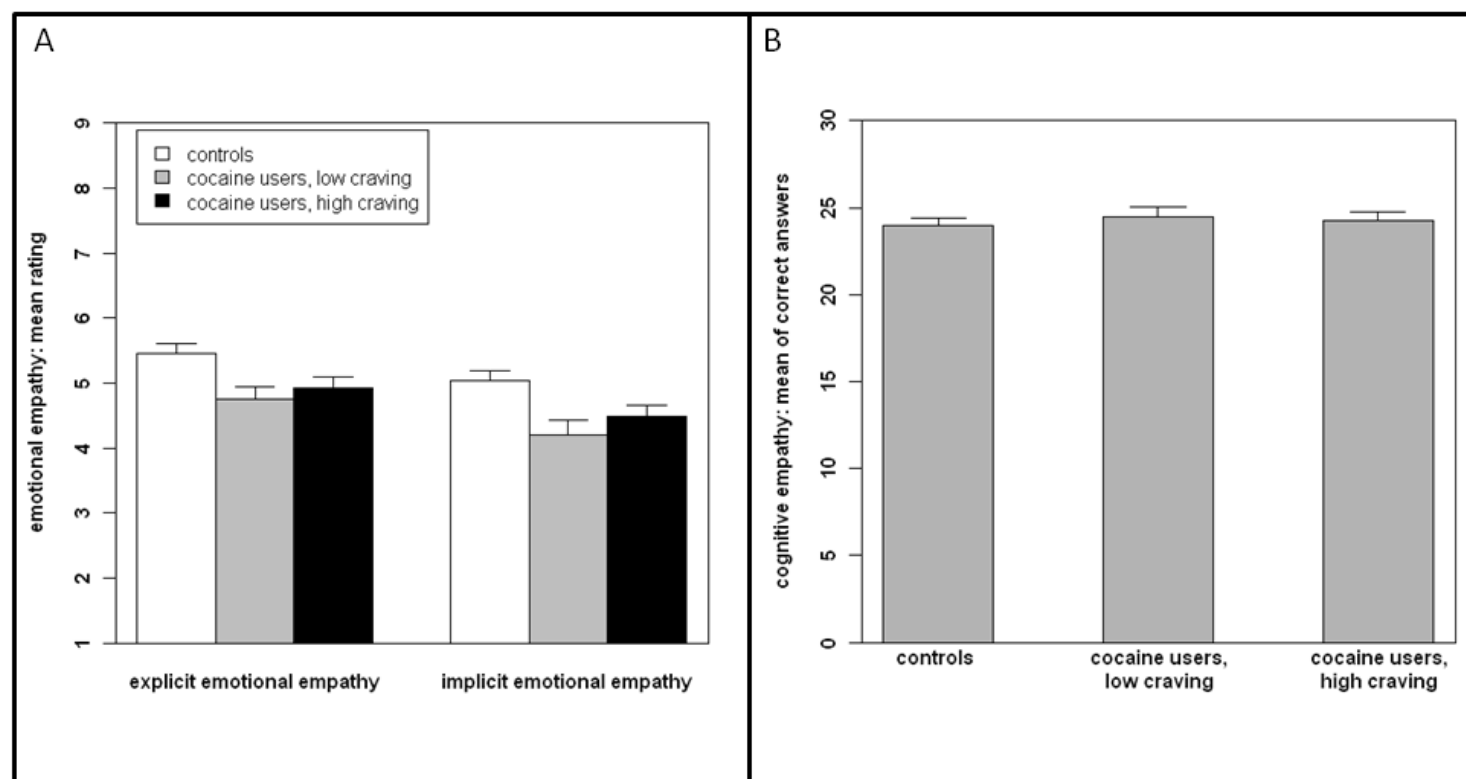 A
emotional empathy: mean rating
9
8
7
6
5
4
3
2
1
controls
cocaine users, low craving
cocaine users, high craving
explicit emotional empathy
implicit emotional empathy
B
cognitive empathy: mean of correct answers
30
25
20
15
10
5
0
controls
cocaine users,
low craving
cocaine users,
high craving